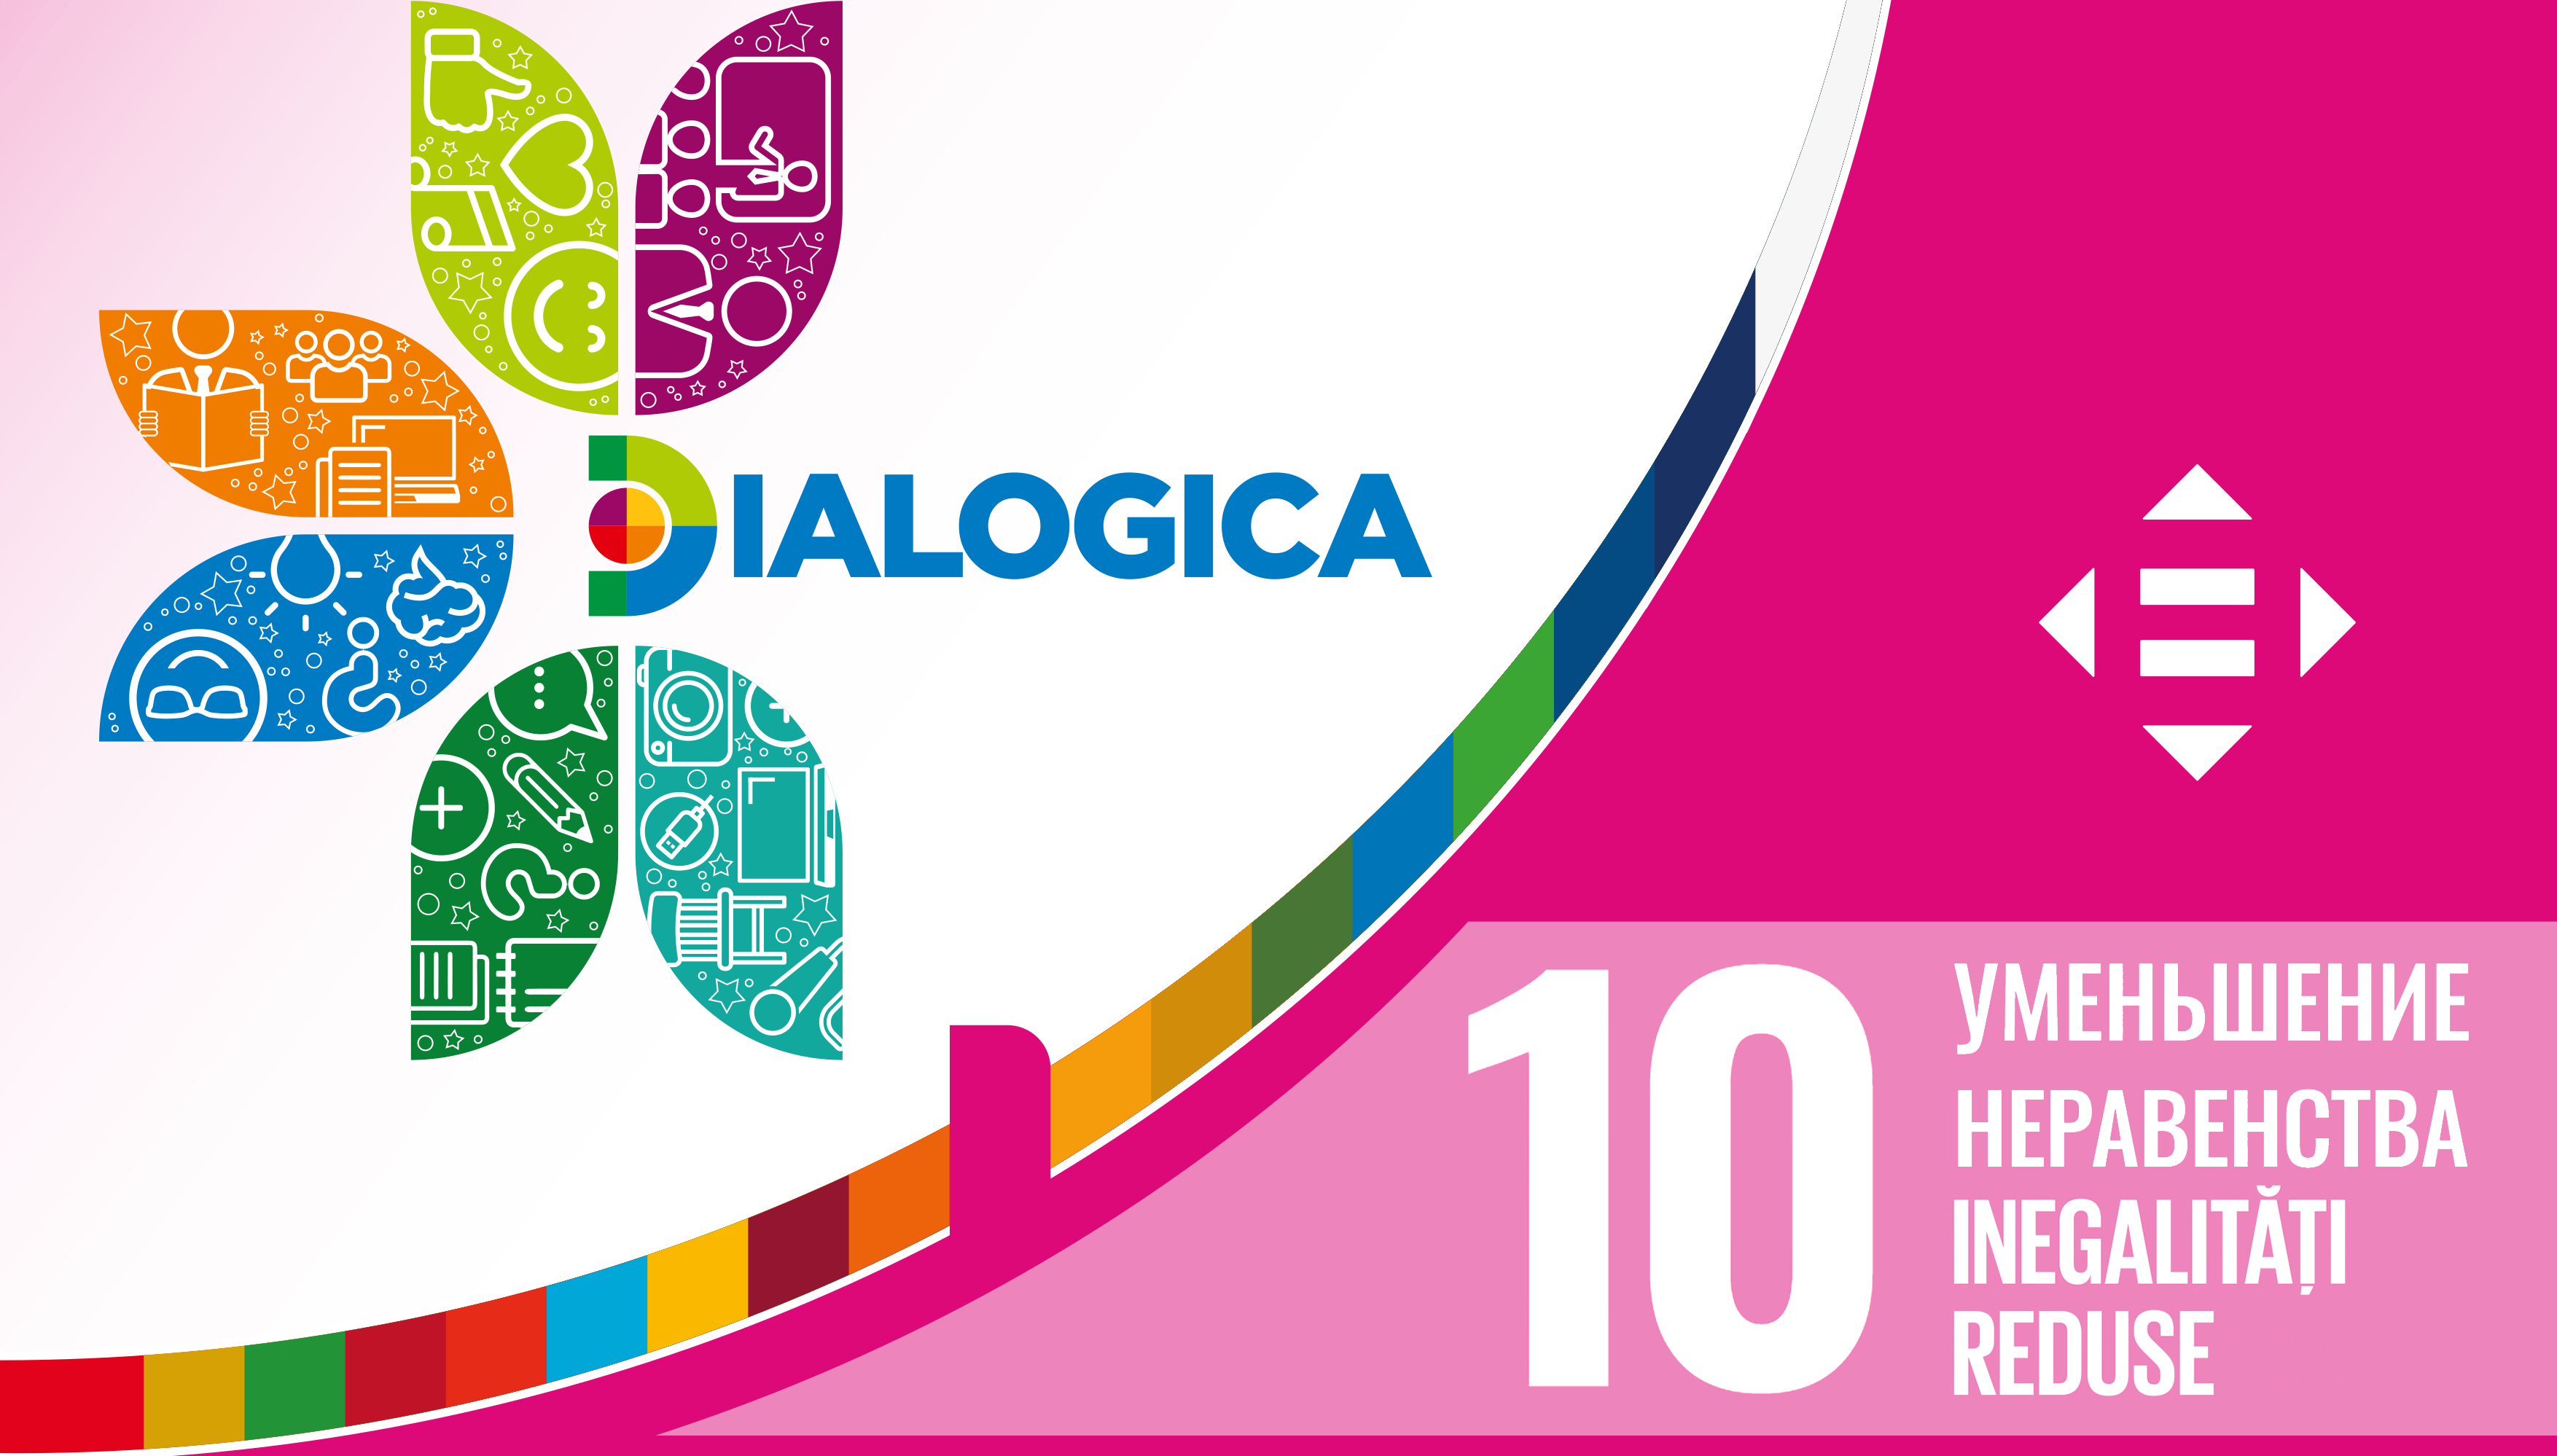 DIALOGICA
10
УМЕНЬШЕНИЕ
НЕРАВЕНСТВА
INEGALITĂȚI
REDUSE